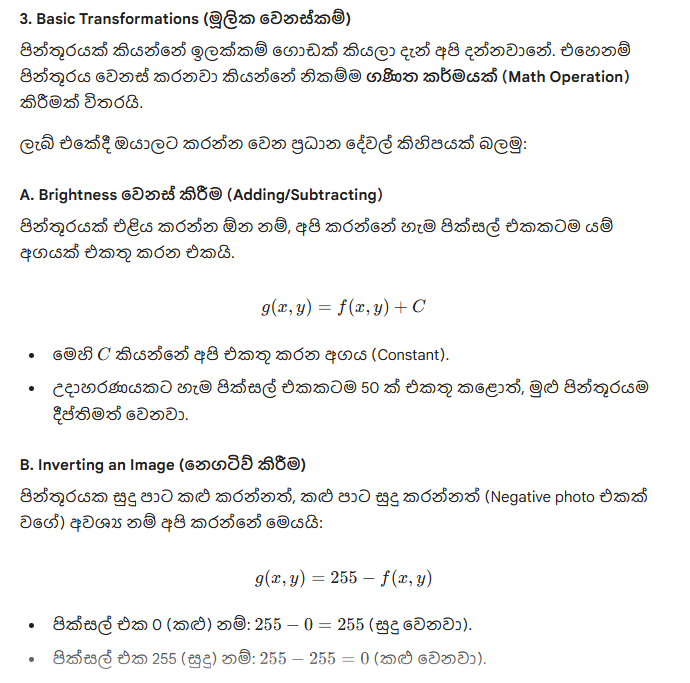 3. Basic Transformations (මූලික වෙනස්කම්)
පින්තූරයක් කියන්නේ ඉලක්කම් ගොඩක් කියලා දැන් අපි දන්නවානේ. එහෙනම්
පින්තූරය වෙනස් කරනවා කියන්නේ නිකම්ම ගණිත කර්මයක් (Math Operation)
කිරීමක් විතරයි.
ලැබ් එකේදී ඔයාලට කරන්න වෙන ප්‍රධාන දේවල් කිහිපයක් බලමු:
A. Brightness වෙනස් කිරීම (Adding/Subtracting)
පින්තූරයක් එළිය කරන්න ඕන නම්, අපි කරන්නේ හැම පික්සල් එකකටම යම්
අගයක් එකතු කරන එකයි.
g(x, y) = f(x, y) + C
• මෙහි C කියන්නේ අපි එකතු කරන අගය (Constant).
• උදාහරණයකට හැම පික්සල් එකකටම 50 ක් එකතු කළොත්, මුළු පින්තූරයම
දීප්තිමත් වෙනවා.
B. Inverting an Image (නෙගටිව් කිරීම)
පින්තූරයක සුදු පාට කළු කරන්නත්, කළු පාට සුදු කරන්නත් (Negative photo එකක්
වගේ) අවශ්‍ය නම් අපි කරන්නේ මෙයයි:
g(x, y) = 255 − f(x, y)
• පික්සල් එක 0 (කළු) නම්: 255 − 0 = 255 (සුදු වෙනවා).
• පික්සල් එක 255 (සුදු) නම්: 255 − 255 = 0 (කළු වෙනවා).